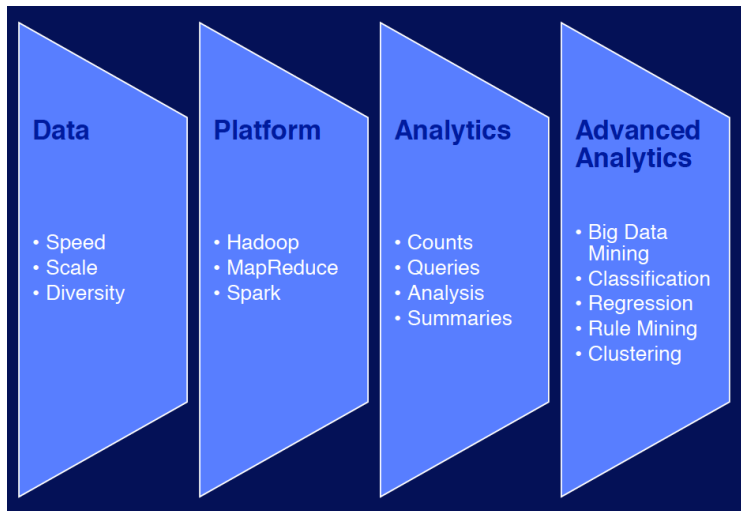 Data
• Speed
• Scale
• Diversity
Platform
• Hadoop
• MapReduce
• Spark
Analytics
• Counts
• Queries
• Analysis
• Summaries
Advanced
Analytics
• Big Data
Mining
• Classification
• Regression
• Rule Mining
• Clustering